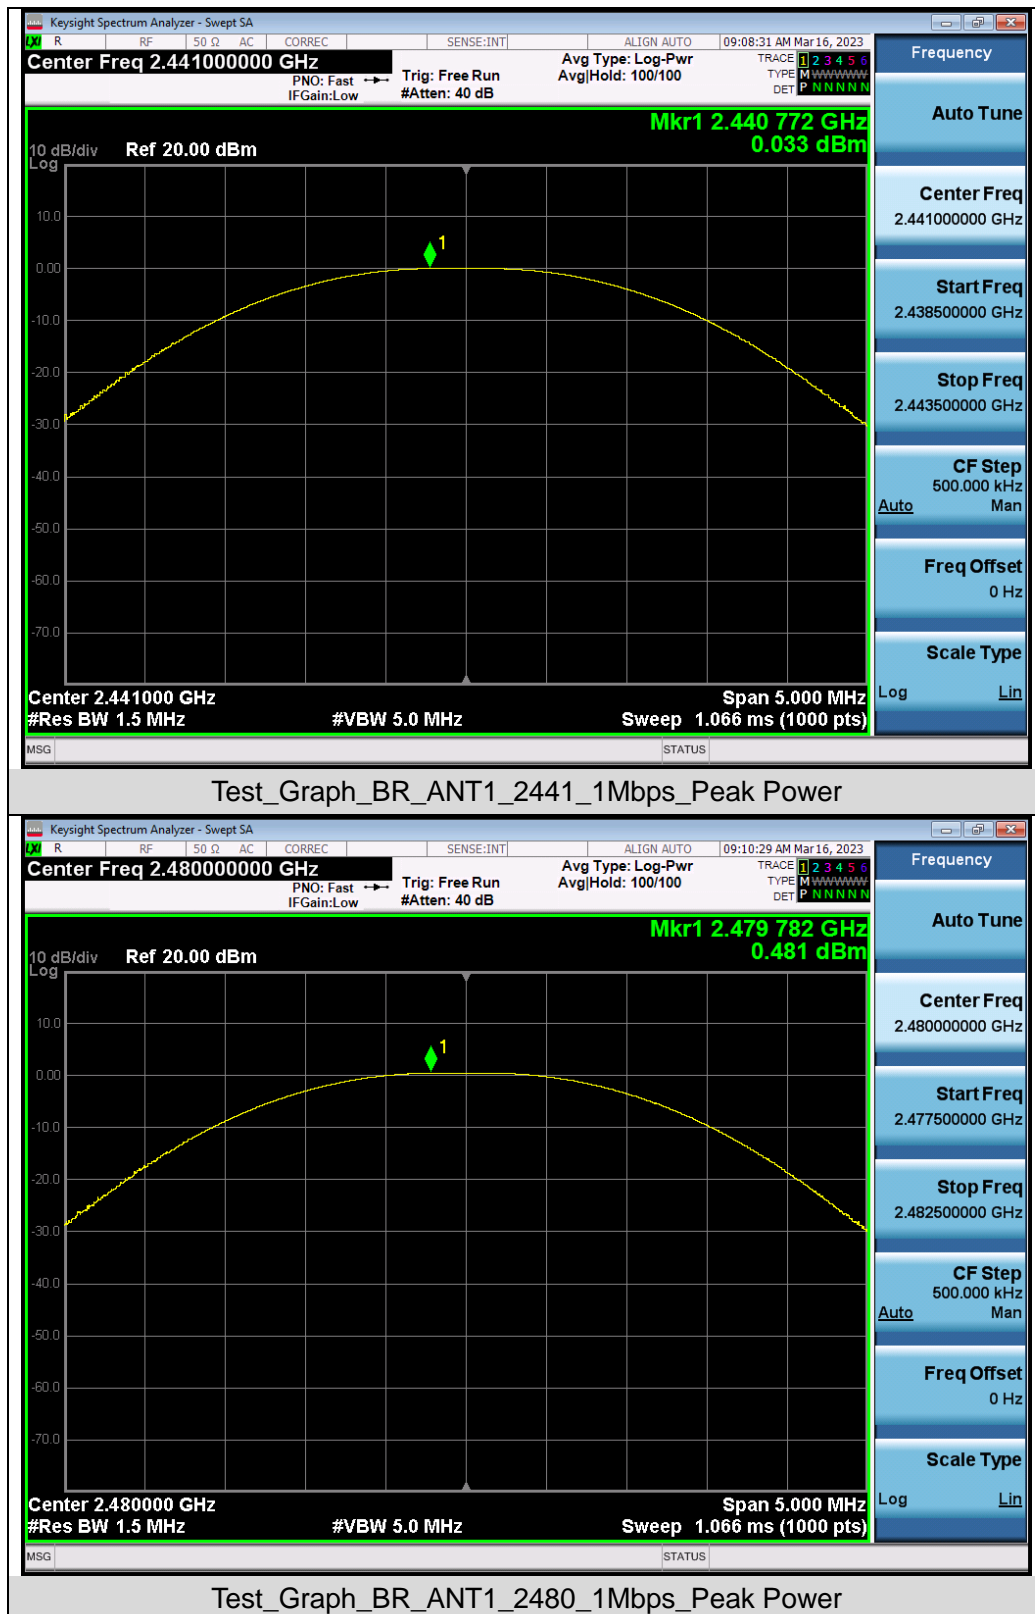 Keysight Spectrum Analyzer - Swept SA
LXI R RF 50 Ω AC CORREC SENSE:INT ALIGN AUTO 09:08:31 AM Mar 16, 2023
Center Freq 2.441000000 GHz
PNO: Fast
IFGain:Low
Trig: Free Run
#Atten: 40 dB
Avg Type: Log-Pwr
Avg|Hold: 100/100
TRACE 1 2 3 4 5 6
TYPE M WWWWW
DET P N N N N N
Mkr1 2.440 772 GHz
0.033 dBm
10 dB/div Ref 20.00 dBm
Log
10.0
1
0.00
-10.0
-20.0
-30.0
-40.0
-50.0
-60.0
-70.0
Center 2.441000 GHz Span 5.000 MHz
#Res BW 1.5 MHz #VBW 5.0 MHz Sweep 1.066 ms (1000 pts)
MSG STATUS
Frequency
Auto Tune
Center Freq
2.441000000 GHz
Start Freq
2.438500000 GHz
Stop Freq
2.443500000 GHz
CF Step
500.000 kHz
Auto Man
Freq Offset
0 Hz
Scale Type
Log Lin
Test_Graph_BR_ANT1_2441_1Mbps_Peak Power
Keysight Spectrum Analyzer - Swept SA
LXI R RF 50 Ω AC CORREC SENSE:INT ALIGN AUTO 09:10:29 AM Mar 16, 2023
Center Freq 2.480000000 GHz
PNO: Fast
IFGain:Low
Trig: Free Run
#Atten: 40 dB
Avg Type: Log-Pwr
Avg|Hold: 100/100
TRACE 1 2 3 4 5 6
TYPE M WWWWW
DET P N N N N N
Mkr1 2.479 782 GHz
0.481 dBm
10 dB/div Ref 20.00 dBm
Log
10.0
1
0.00
-10.0
-20.0
-30.0
-40.0
-50.0
-60.0
-70.0
Center 2.480000 GHz Span 5.000 MHz
#Res BW 1.5 MHz #VBW 5.0 MHz Sweep 1.066 ms (1000 pts)
MSG STATUS
Frequency
Auto Tune
Center Freq
2.480000000 GHz
Start Freq
2.477500000 GHz
Stop Freq
2.482500000 GHz
CF Step
500.000 kHz
Auto Man
Freq Offset
0 Hz
Scale Type
Log Lin
Test_Graph_BR_ANT1_2480_1Mbps_Peak Power